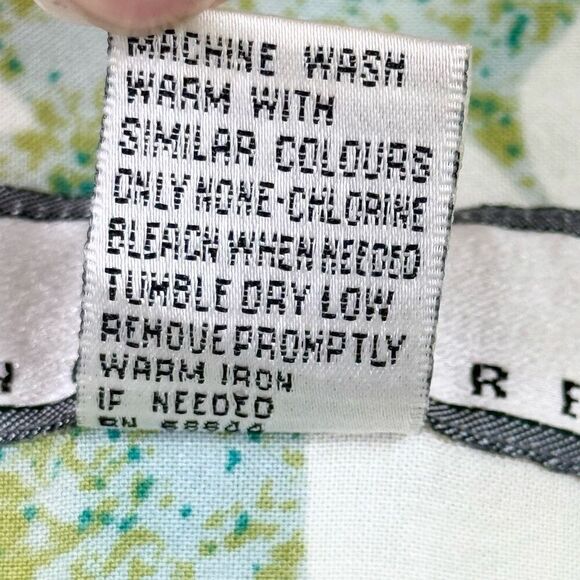 MACHINE WASH
WARM WITH
SIMILAR COLOURS
ONLY NONE-CHLORINE
BLEACH WHEN NEEDED
TUMBLE DRY LOW
REMOVE PROMPTLY
WARM IRON
IF NEEDED
RN
R E